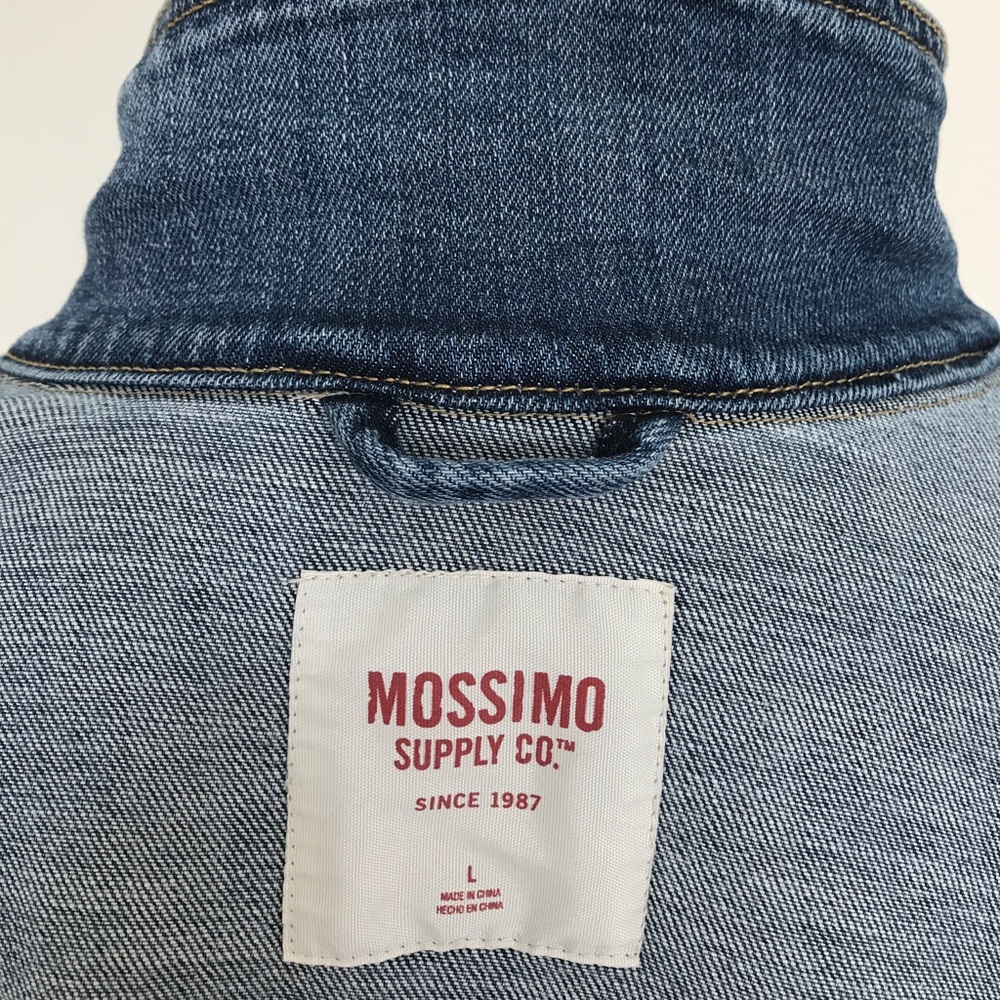 MOSSIMO
SUPPLY CO.™
SINCE 1987
L
MADE IN CHINA
HECHO EN CHINA